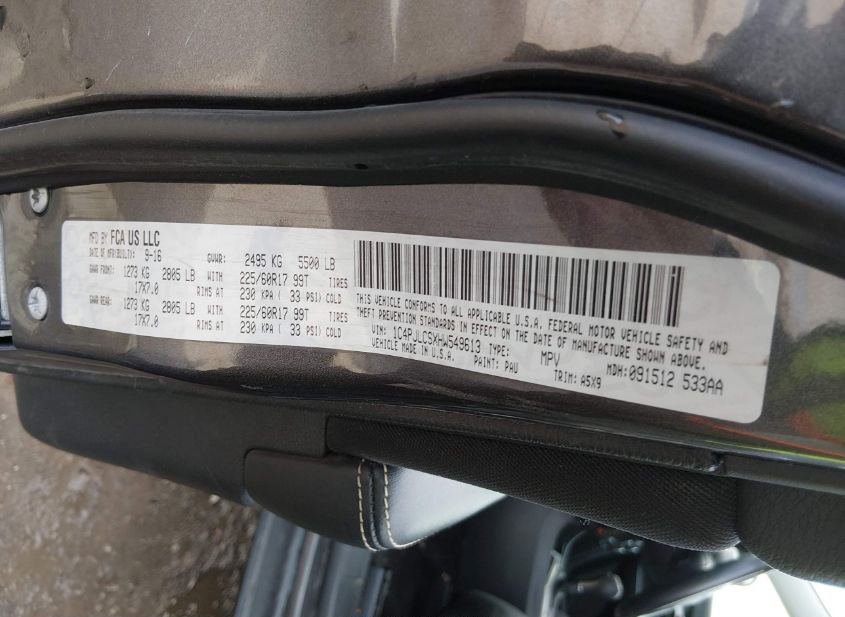 MFD BY FCA US LLC
DATE OF MFR(BUILD): 9-16 GVWR: 2495 KG 5500 LB
GAWR FRONT: 1273 KG 2805 LB WITH 225/60R17 99T TIRES
17X7.0 RIMS AT 230 KPA ( 33 PSI) COLD
GAWR REAR: 1273 KG 2805 LB WITH 225/60R17 99T TIRES
17X7.0 RIMS AT 230 KPA ( 33 PSI) COLD
THIS VEHICLE CONFORMS TO ALL APPLICABLE U.S.A. FEDERAL MOTOR VEHICLE SAFETY AND
THEFT PREVENTION STANDARDS IN EFFECT ON THE DATE OF MANUFACTURE SHOWN ABOVE.
VIN: 1C4PJLCSXHW549613 TYPE: MPV MDH: 091512 533AA
VEHICLE MADE IN U.S.A. PAINT: PAU TRIM: A5X9